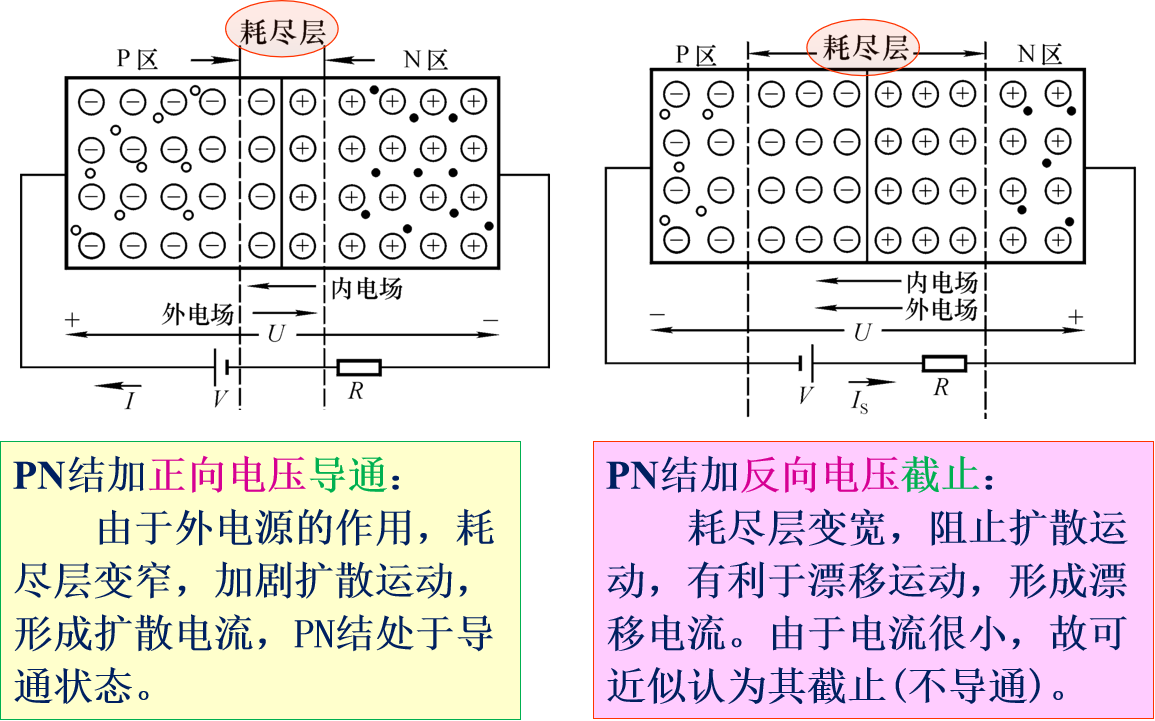 耗尽层
P区
N区
内电场
外电场
+
U
−
I
V
R
PN结加正向电压导通：
由于外电源的作用，耗
尽层变窄，加剧扩散运动，
形成扩散电流，PN结处于导
通状态。
耗尽层
P区
N区
内电场
外电场
−
U
+
V
IS
R
PN结加反向电压截止：
耗尽层变宽，阻止扩散运
动，有利于漂移运动，形成漂
移电流。由于电流很小，故可
近似认为其截止(不导通)。